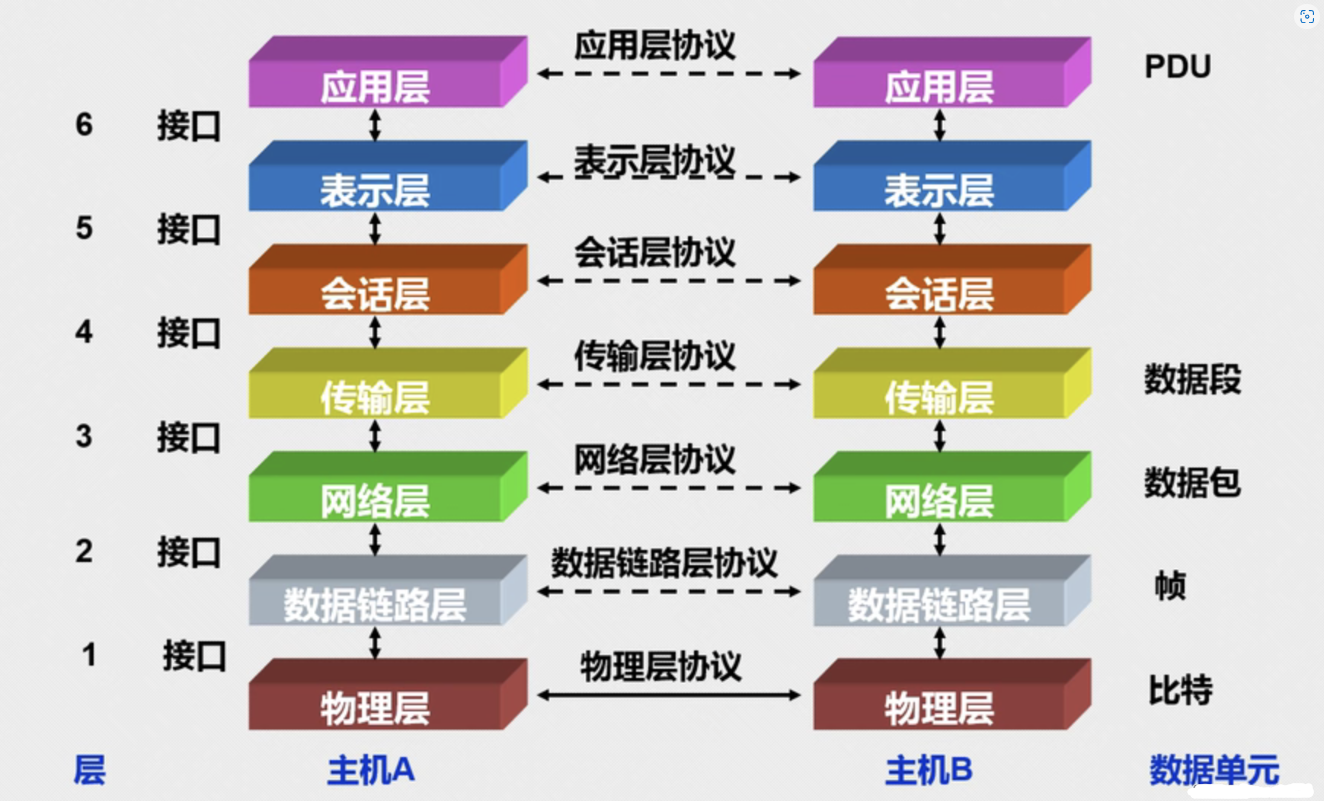 应用层协议
应用层 应用层 PDU
6 接口
表示层协议
表示层 表示层
5 接口
会话层协议
会话层 会话层
4 接口
传输层协议
传输层 传输层 数据段
3 接口
网络层协议
网络层 网络层 数据包
2 接口
数据链路层协议
数据链路层 数据链路层 帧
1 接口
物理层协议
物理层 物理层 比特
层 主机A 主机B 数据单元